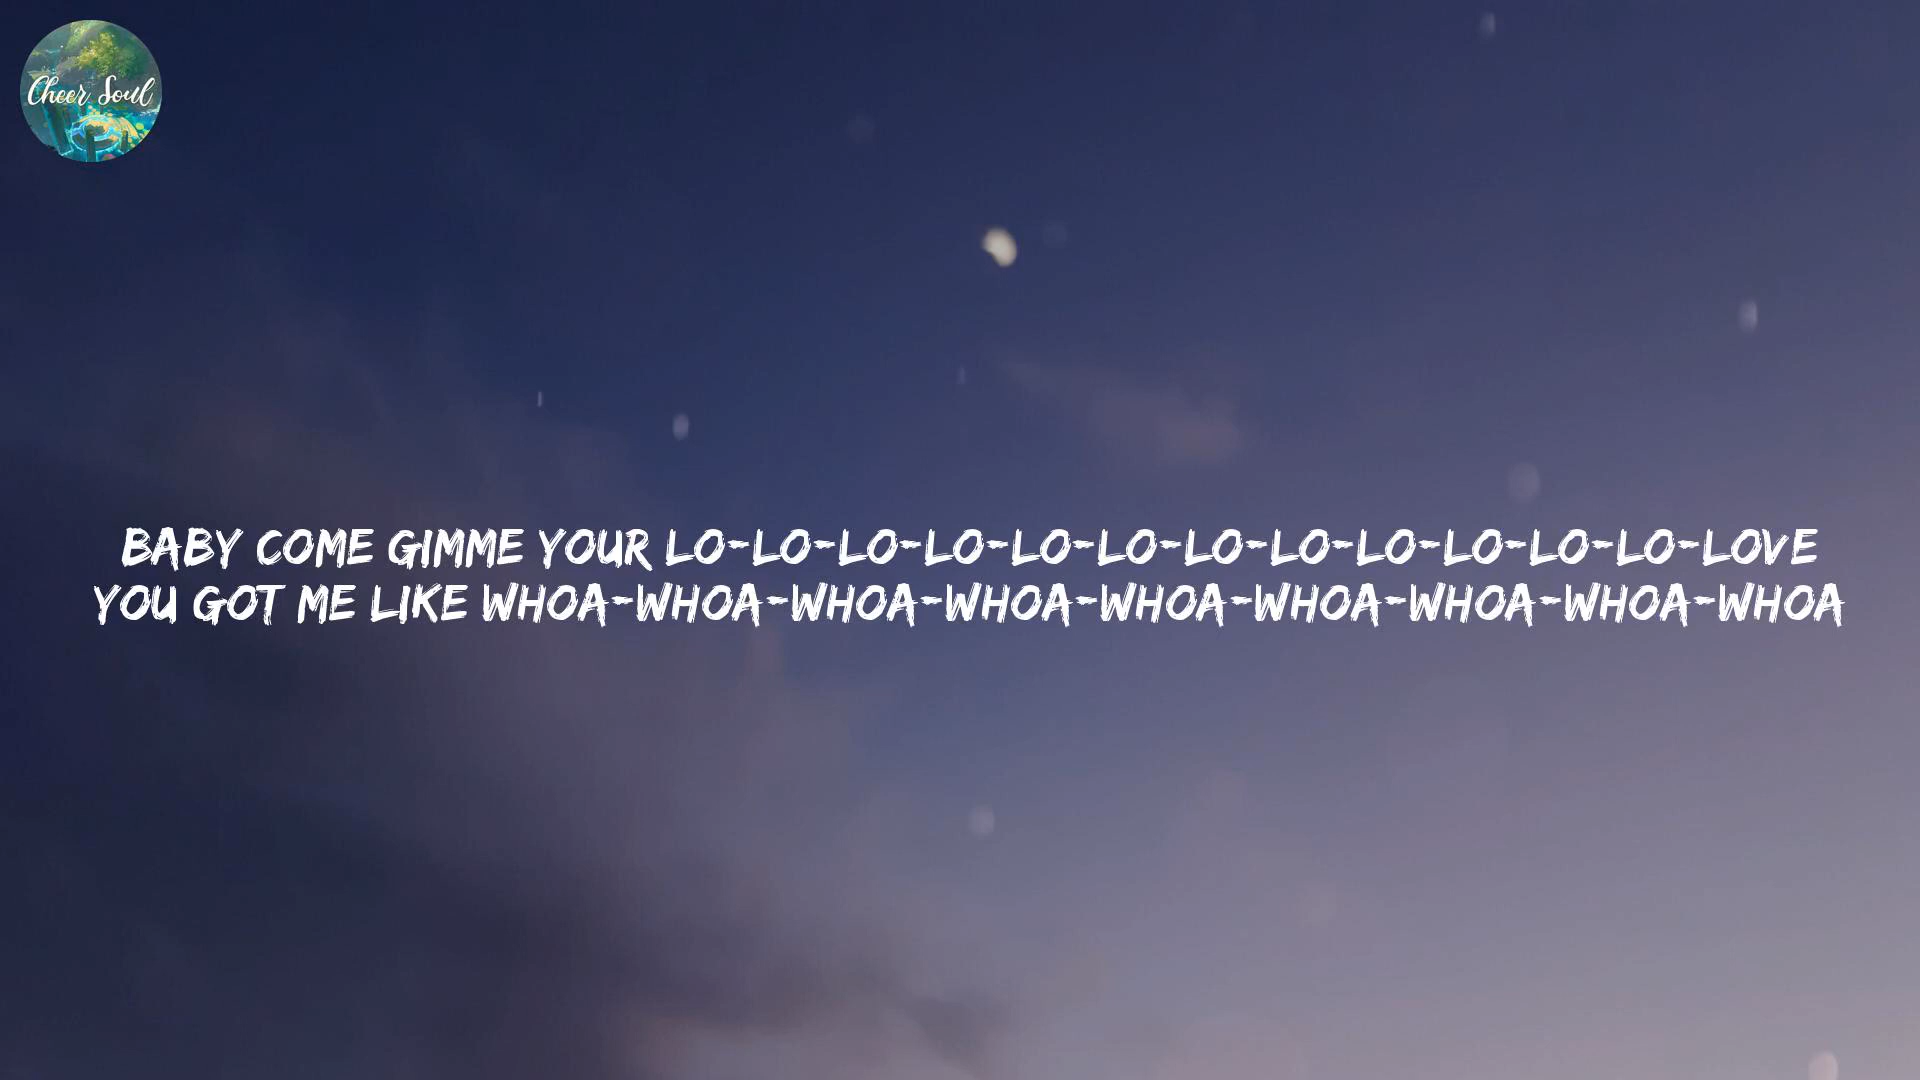 Cheer Soul
BABY COME GIMME YOUR LO-LO-LO-LO-LO-LO-LO-LO-LO-LO-LO-LO-LOVE
YOU GOT ME LIKE WHOA-WHOA-WHOA-WHOA-WHOA-WHOA-WHOA-WHOA-WHOA